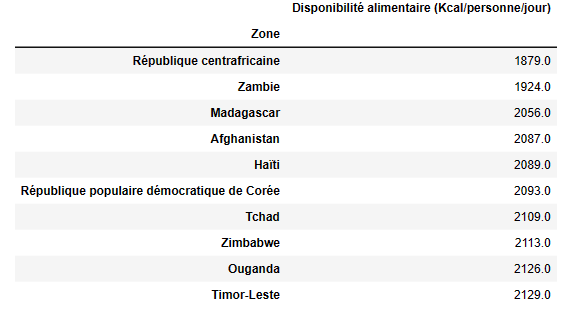 Disponibilité alimentaire (Kcal/personne/jour)
Zone
République centrafricaine 1879.0
Zambie 1924.0
Madagascar 2056.0
Afghanistan 2087.0
Haïti 2089.0
République populaire démocratique de Corée 2093.0
Tchad 2109.0
Zimbabwe 2113.0
Ouganda 2126.0
Timor-Leste 2129.0